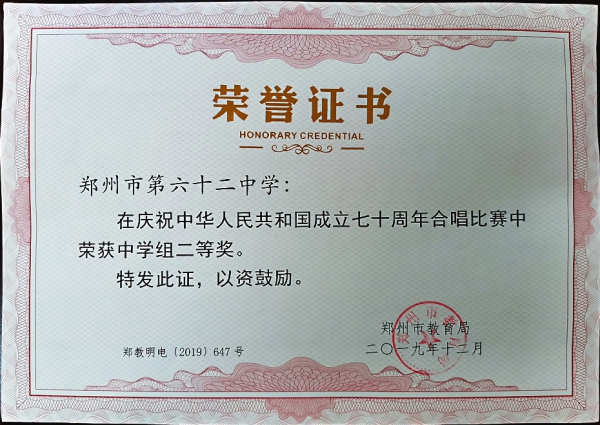 荣誉证书
HONORARY CREDENTIAL
郑州市第六十二中学：
在庆祝中华人民共和国成立七十周年合唱比赛中
荣获中学组二等奖。
特发此证，以资鼓励。
郑州市教育局
郑教明电〔2019〕647 号
二〇一九年十二月